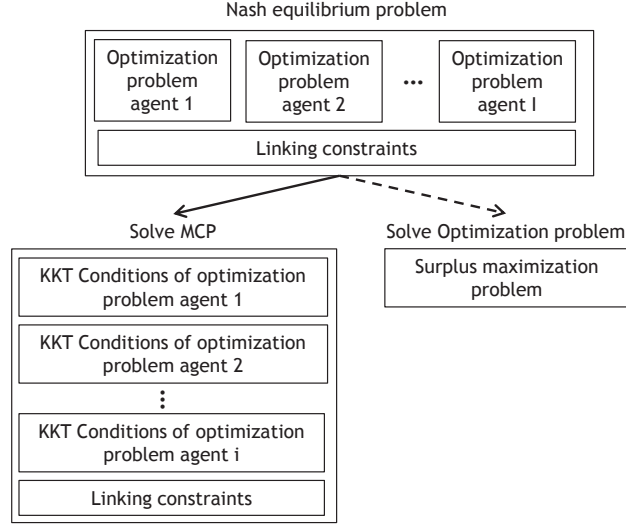 Nash equilibrium problem
Optimization
problem
agent 1
Optimization
problem
agent 2
...
Optimization
problem
agent I
Linking constraints
Solve MCP
KKT Conditions of optimization
problem agent 1
KKT Conditions of optimization
problem agent 2
⋮
KKT Conditions of optimization
problem agent i
Linking constraints
Solve Optimization problem
Surplus maximization
problem